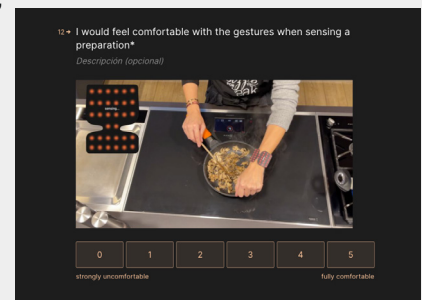 12→ I would feel comfortable with the gestures when sensing a
preparation*
Descripción (opcional)
sensing...
0 1 2 3 4 5
strongly uncomfortable fully comfortable